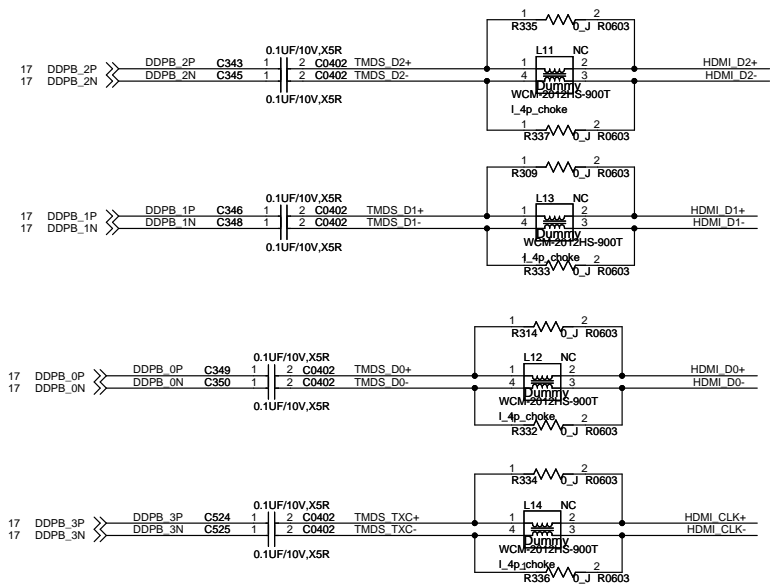 1 2
R335 0_J R0603
0.1UF/10V,X5R L11 NC
17 DDPB_2P DDPB_2P C343 1 2 C0402 TMDS_D2+ 1 2 HDMI_D2+
17 DDPB_2N DDPB_2N C345 1 2 C0402 TMDS_D2- 4 3 HDMI_D2-
Dummy
0.1UF/10V,X5R WCM-2012HS-900T
l_4p_choke
1 2
R337 0_J R0603
1 2
R309 0_J R0603
0.1UF/10V,X5R L13 NC
17 DDPB_1P DDPB_1P C346 1 2 C0402 TMDS_D1+ 1 2 HDMI_D1+
17 DDPB_1N DDPB_1N C348 1 2 C0402 TMDS_D1- 4 3 HDMI_D1-
Dummy
0.1UF/10V,X5R WCM-2012HS-900T
l_4p_choke
1 2
R333 0_J R0603
1 2
R314 0_J R0603
0.1UF/10V,X5R L12 NC
17 DDPB_0P DDPB_0P C349 1 2 C0402 TMDS_D0+ 1 2 HDMI_D0+
17 DDPB_0N DDPB_0N C350 1 2 C0402 TMDS_D0- 4 3 HDMI_D0-
Dummy
0.1UF/10V,X5R WCM-2012HS-900T
l_4p_choke
1 2
R332 0_J R0603
1 2
R334 0_J R0603
0.1UF/10V,X5R L14 NC
17 DDPB_3P DDPB_3P C524 1 2 C0402 TMDS_TXC+ 1 2 HDMI_CLK+
17 DDPB_3N DDPB_3N C525 1 2 C0402 TMDS_TXC- 4 3 HDMI_CLK-
Dummy
0.1UF/10V,X5R WCM-2012HS-900T
l_4p_choke
1 2
R336 0_J R0603